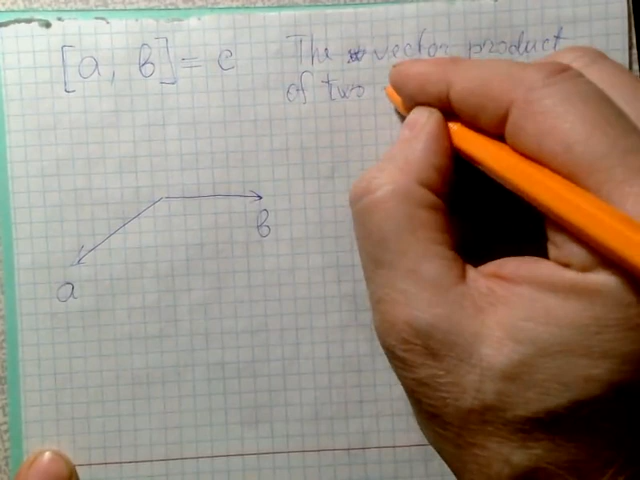 [a, b] = c The vector product
of two
b
a